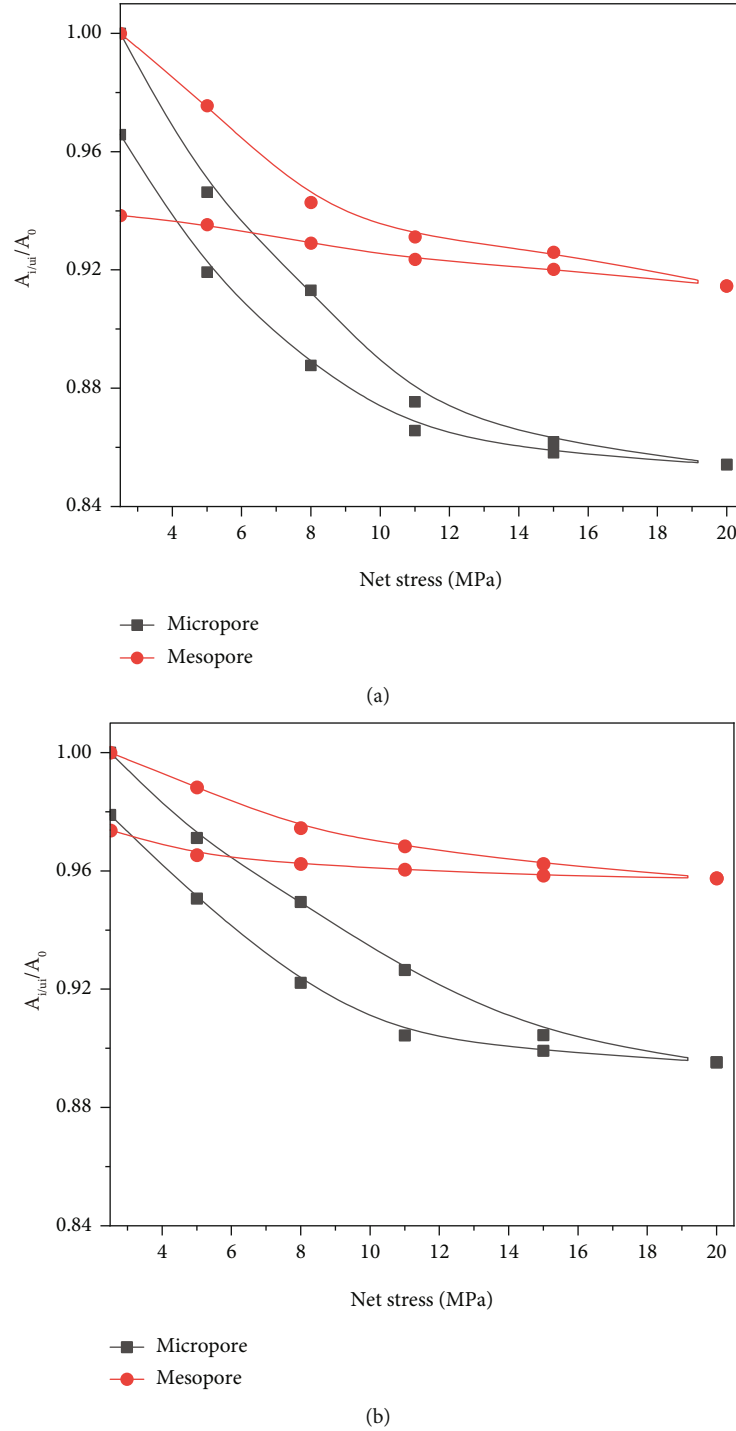 1.00
0.96
0.92
0.88
0.84
A_{i/ui}/A_0
4 6 8 10 12 14 16 18 20
Net stress (MPa)
Micropore
Mesopore
(a)
1.00
0.96
0.92
0.88
0.84
A_{i/ui}/A_0
4 6 8 10 12 14 16 18 20
Net stress (MPa)
Micropore
Mesopore
(b)